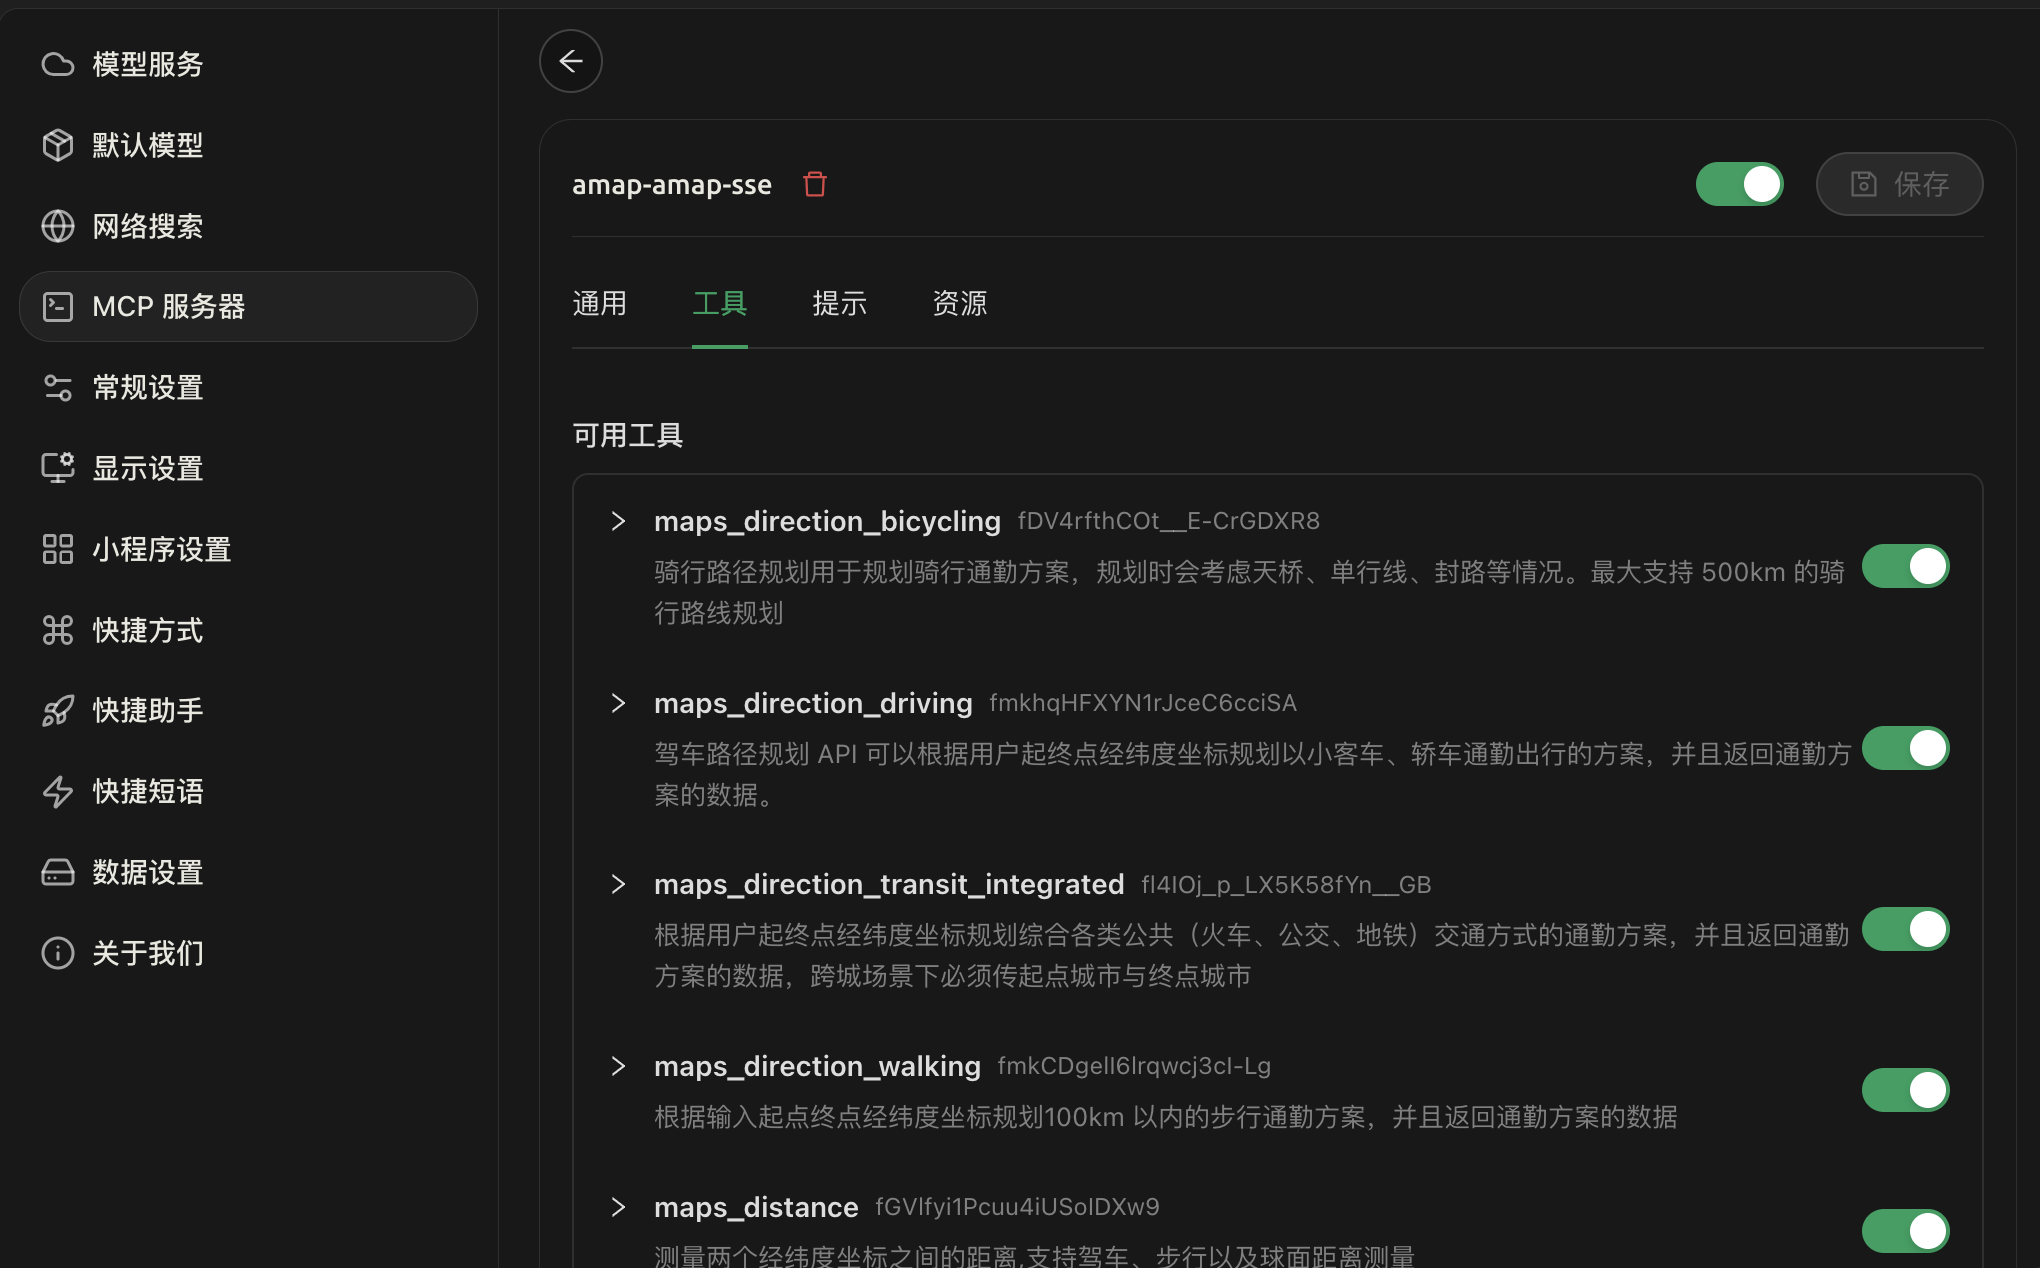 模型服务
默认模型
网络搜索
MCP 服务器
常规设置
显示设置
小程序设置
快捷方式
快捷助手
快捷短语
数据设置
关于我们
amap-amap-sse
保存
通用
工具
提示
资源
可用工具
maps_direction_bicycling fDV4rfthCOt__E-CrGDXR8
骑行路径规划用于规划骑行通勤方案，规划时会考虑天桥、单行线、封路等情况。最大支持 500km 的骑
行路线规划
maps_direction_driving fmkhqHFXYN1rJceC6cciSA
驾车路径规划 API 可以根据用户起终点经纬度坐标规划以小客车、轿车通勤出行的方案，并且返回通勤方
案的数据。
maps_direction_transit_integrated fl4IOj_p_LX5K58fYn__GB
根据用户起终点经纬度坐标规划综合各类公共（火车、公交、地铁）交通方式的通勤方案，并且返回通勤
方案的数据，跨城场景下必须传起点城市与终点城市
maps_direction_walking fmkCDgelI6lrqwcj3cI-Lg
根据输入起点终点经纬度坐标规划100km 以内的步行通勤方案，并且返回通勤方案的数据
maps_distance fGVlfyi1Pcuu4iUSoIDXw9
测量两个经纬度坐标之间的距离,支持驾车、步行以及球面距离测量